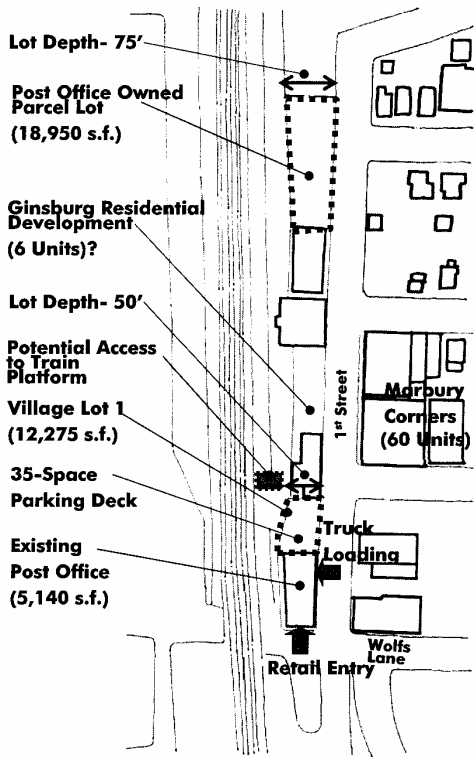 Lot Depth- 75'
Post Office Owned
Parcel Lot
(18,950 s.f.)
Ginsburg Residential
Development
(6 Units)?
Lot Depth- 50'
Potential Access
to Train
Platform
Village Lot 1
(12,275 s.f.)
35-Space
Parking Deck
Existing
Post Office
(5,140 s.f.)
1st Street
Marbury
Corners
(60 Units)
Truck
Loading
Wolfs
Lane
Retail Entry